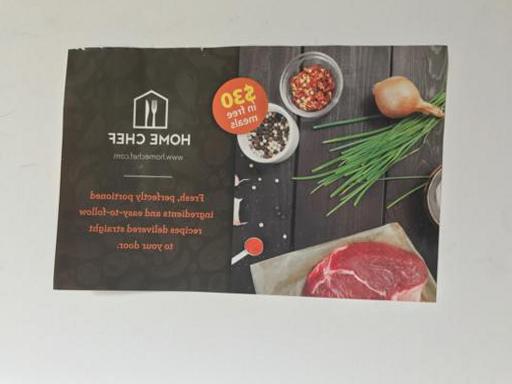 HOME CHEF
www.homechef.com
Fresh, perfectly portioned
ingredients and easy-to-follow
recipes delivered straight
to your door.
$30
in free
meals